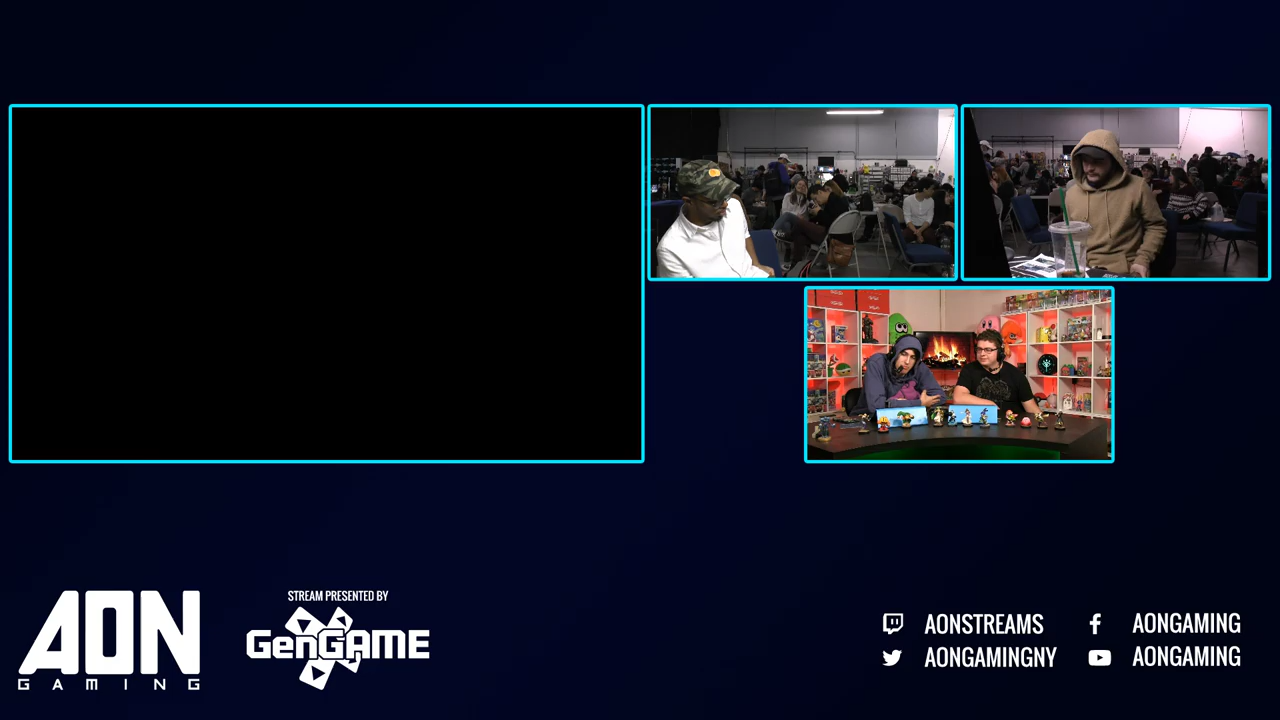 AON
GAMING
STREAM PRESENTED BY
GenGAME
AONSTREAMS
AONGAMING
AONGAMINGNY
AONGAMING